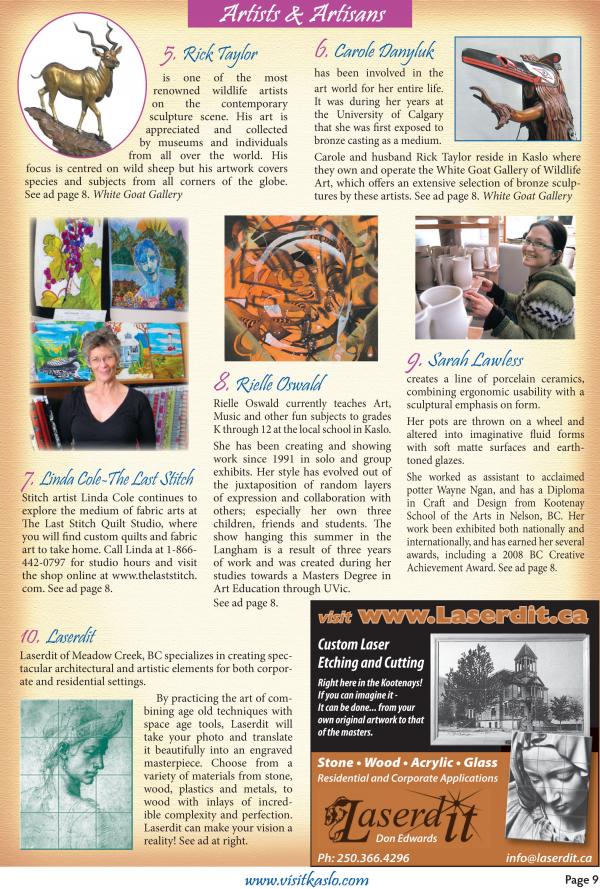 Artists & Artisans
5. Rick Taylor
is one of the most
renowned wildlife artists
on the contemporary
sculpture scene. His art is
appreciated and collected
by museums and individuals
from all over the world. His
focus is centred on wild sheep but his artwork covers
species and subjects from all corners of the globe.
See ad page 8. White Goat Gallery
6. Carole Danyluk
has been involved in the
art world for her entire life.
It was during her years at
the University of Calgary
that she was first exposed to
bronze casting as a medium.
Carole and husband Rick Taylor reside in Kaslo where
they own and operate the White Goat Gallery of Wildlife
Art, which offers an extensive selection of bronze sculp-
tures by these artists. See ad page 8. White Goat Gallery
7. Linda Cole~The Last Stitch
Stitch artist Linda Cole continues to
explore the medium of fabric arts at
The Last Stitch Quilt Studio, where
you will find custom quilts and fabric
art to take home. Call Linda at 1-866-
442-0797 for studio hours and visit
the shop online at www.thelaststitch.
com. See ad page 8.
8. Rielle Oswald
Rielle Oswald currently teaches Art,
Music and other fun subjects to grades
K through 12 at the local school in Kaslo.
She has been creating and showing
work since 1991 in solo and group
exhibits. Her style has evolved out of
the juxtaposition of random layers
of expression and collaboration with
others; especially her own three
children, friends and students. The
show hanging this summer in the
Langham is a result of three years
of work and was created during her
studies towards a Masters Degree in
Art Education through UVic.
See ad page 8.
9. Sarah Lawless
creates a line of porcelain ceramics,
combining ergonomic usability with a
sculptural emphasis on form.
Her pots are thrown on a wheel and
altered into imaginative fluid forms
with soft matte surfaces and earth-
toned glazes.
She worked as assistant to acclaimed
potter Wayne Ngan, and has a Diploma
in Craft and Design from Kootenay
School of the Arts in Nelson, BC. Her
work been exhibited both nationally and
internationally, and has earned her several
awards, including a 2008 BC Creative
Achievement Award. See ad page 8.
10. Laserdit
Laserdit of Meadow Creek, BC specializes in creating spec-
tacular architectural and artistic elements for both corpor-
ate and residential settings.
By practicing the art of com-
bining age old techniques with
space age tools, Laserdit will
take your photo and translate
it beautifully into an engraved
masterpiece. Choose from a
variety of materials from stone,
wood, plastics and metals, to
wood with inlays of incred-
ible complexity and perfection.
Laserdit can make your vision a
reality! See ad at right.
visit www.Laserdit.ca
Custom Laser
Etching and Cutting
Right here in the Kootenays!
If you can imagine it -
It can be done... from your
own original artwork to that
of the masters.
Stone • Wood • Acrylic • Glass
Residential and Corporate Applications
Laserdit
Don Edwards
Ph: 250.366.4296
info@laserdit.ca
www.visitkaslo.com
Page 9